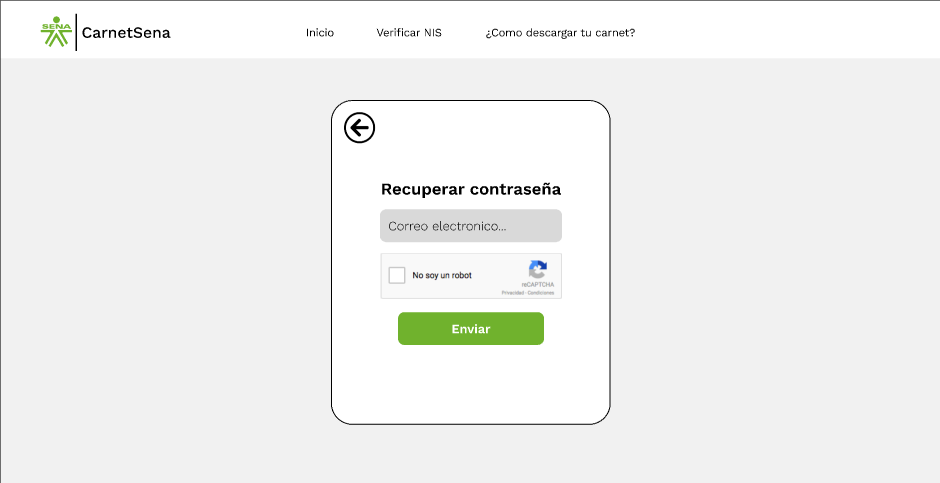 SENA
CarnetSena
Inicio
Verificar NIS
¿Como descargar tu carnet?
Recuperar contraseña
Correo electronico...
No soy un robot
reCAPTCHA
Privacidad - Condiciones
Enviar